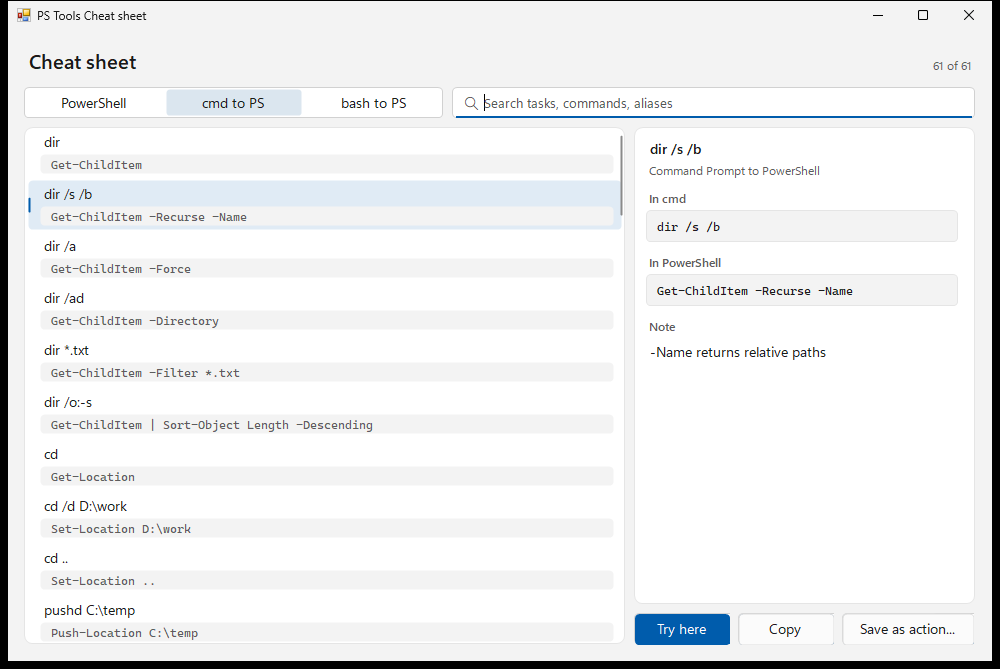 PS Tools Cheat sheet
Cheat sheet
61 of 61
PowerShell
cmd to PS
bash to PS
Search tasks, commands, aliases
dir
Get-ChildItem
dir /s /b
Get-ChildItem -Recurse -Name
dir /a
Get-ChildItem -Force
dir /ad
Get-ChildItem -Directory
dir *.txt
Get-ChildItem -Filter *.txt
dir /o:-s
Get-ChildItem | Sort-Object Length -Descending
cd
Get-Location
cd /d D:\work
Set-Location D:\work
cd ..
Set-Location ..
pushd C:\temp
Push-Location C:\temp
dir /s /b
Command Prompt to PowerShell
In cmd
dir /s /b
In PowerShell
Get-ChildItem -Recurse -Name
Note
-Name returns relative paths
Try here
Copy
Save as action...